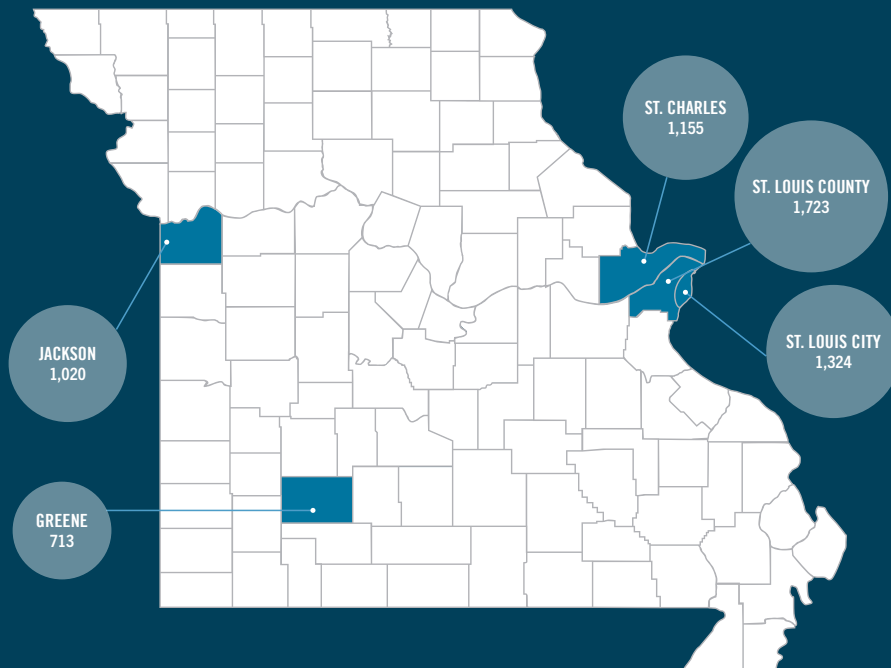 ST. CHARLES
1,155
ST. LOUIS COUNTY
1,723
JACKSON
1,020
ST. LOUIS CITY
1,324
GREENE
713